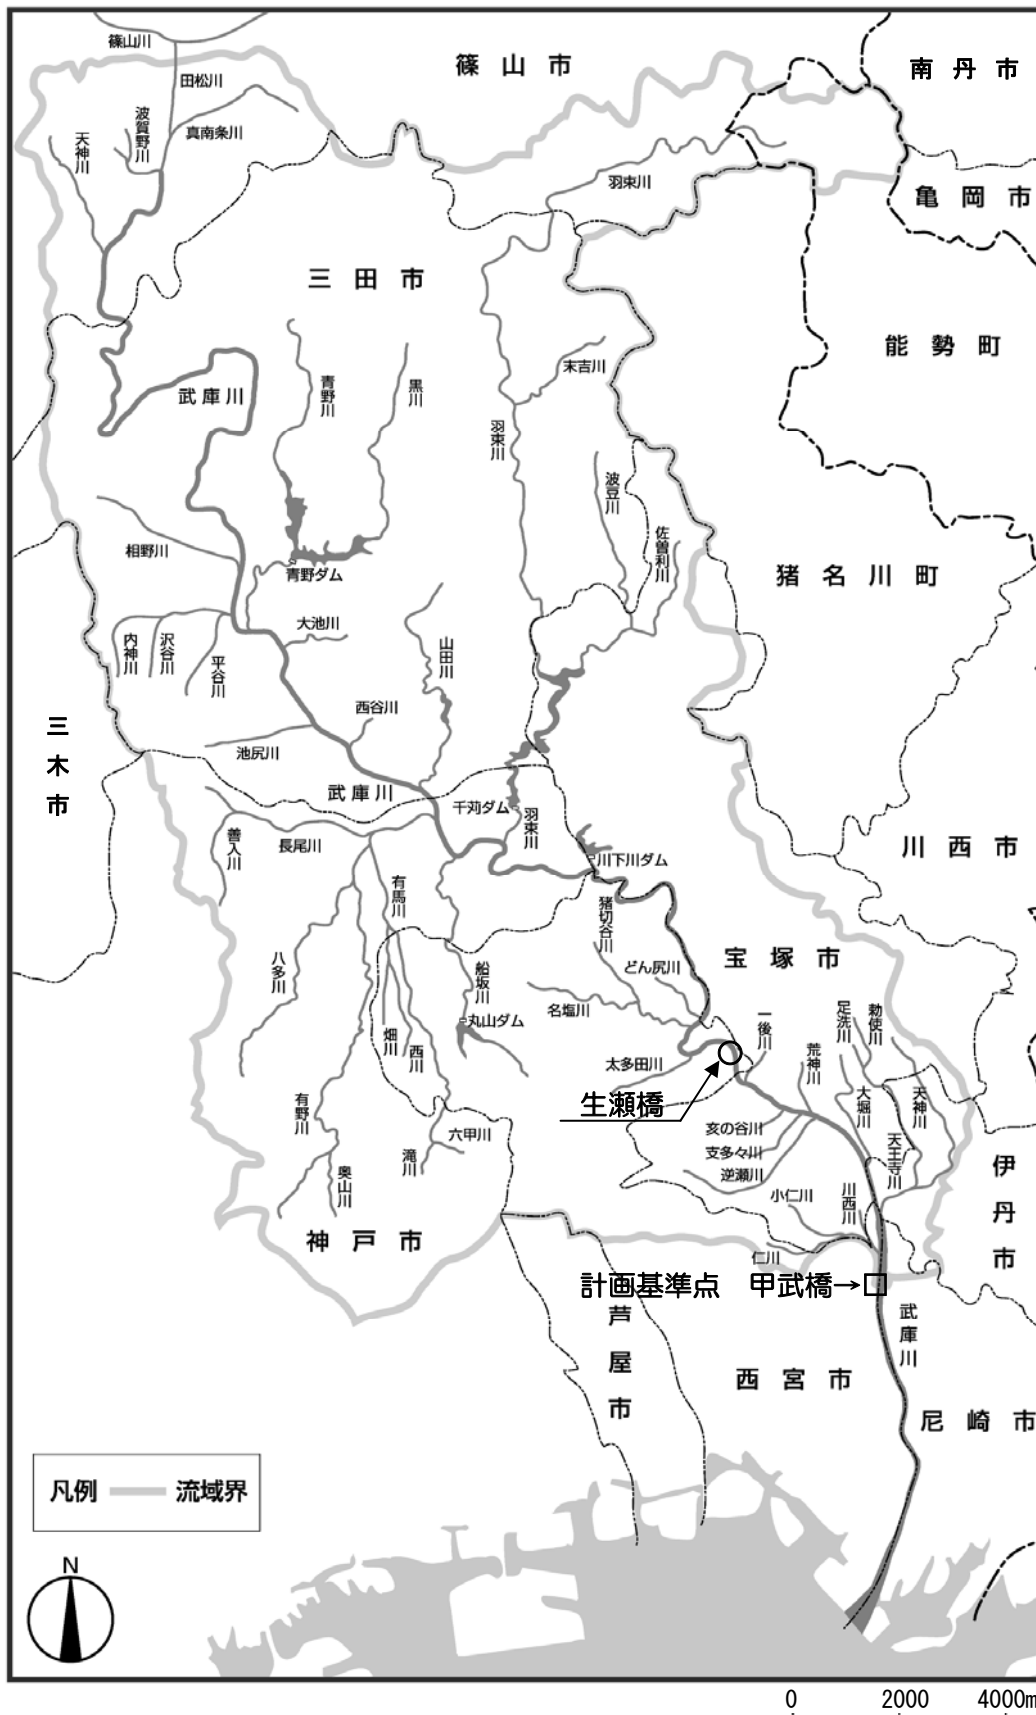 篠山川
篠山市
南丹市
田松川
波賀野川
真南条川
天神川
羽束川
亀岡市
三田市
能勢町
末吉川
武庫川
青野川
黒川
羽束川
波豆川
佐曽利川
相野川
青野ダム
猪名川町
大池川
内神川
沢谷川
平谷川
山田川
西谷川
三木市
池尻川
武庫川
千苅ダム
羽束川
善入川
長尾川
川下川ダム
川西市
有馬川
猪切谷川
八多川
船坂川
どん尻川
宝塚市
名塩川
丸山ダム
一後川
足洗川
勅使川
畑川
西川
太多田川
荒神川
生瀬橋
大堀川
天神川
有野川
六甲川
亥の谷川
滝川
支多々川
天王寺川
奥山川
逆瀬川
伊丹市
小仁川
川西川
神戸市
仁川
計画基準点 甲武橋→
芦屋市
武庫川
西宮市
尼崎市
凡例 流域界
N
0 2000 4000m